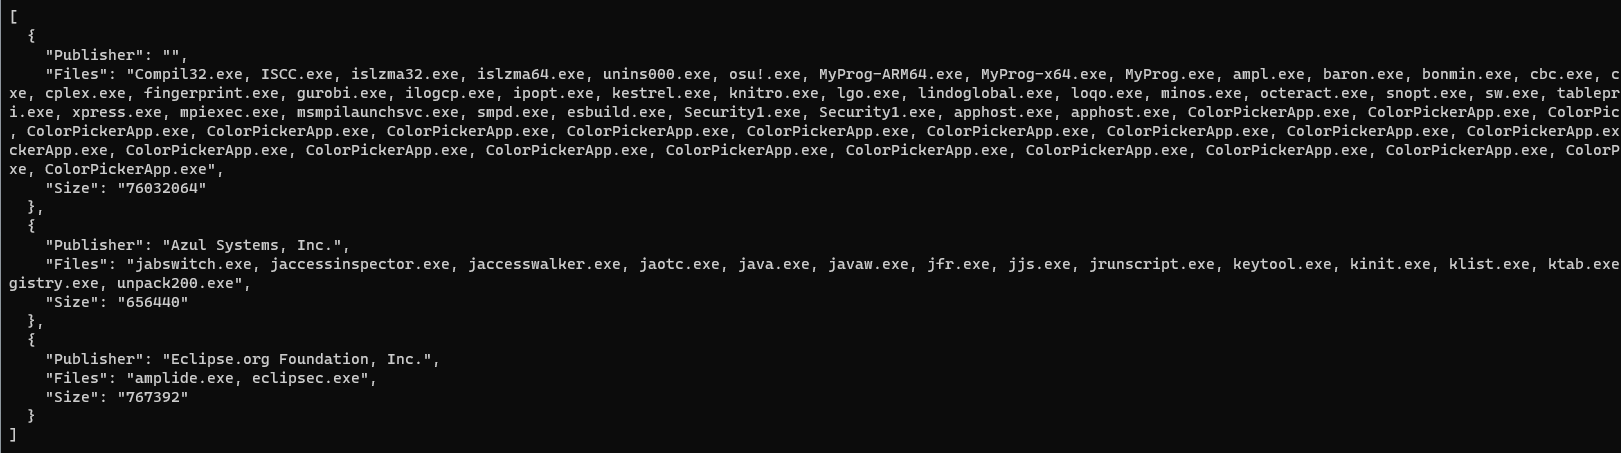 [
  {
    "Publisher": "",
    "Files": "Compil32.exe, ISCC.exe, islzma32.exe, islzma64.exe, unins000.exe, osu!.exe, MyProg-ARM64.exe, MyProg-x64.exe, MyProg.exe, ampl.exe, baron.exe, bonmin.exe, cbc.exe, c
xe, cplex.exe, fingerprint.exe, gurobi.exe, ilogcp.exe, ipopt.exe, kestrel.exe, knitro.exe, lgo.exe, lindoglobal.exe, loqo.exe, minos.exe, octeract.exe, snopt.exe, sw.exe, tablepr
i.exe, xpress.exe, mpiexec.exe, msmpilaunchsvc.exe, smpd.exe, esbuild.exe, Security1.exe, Security1.exe, apphost.exe, apphost.exe, ColorPickerApp.exe, ColorPickerApp.exe, ColorPic
, ColorPickerApp.exe, ColorPickerApp.exe, ColorPickerApp.exe, ColorPickerApp.exe, ColorPickerApp.exe, ColorPickerApp.exe, ColorPickerApp.exe, ColorPickerApp.exe, ColorPickerApp.ex
ckerApp.exe, ColorPickerApp.exe, ColorPickerApp.exe, ColorPickerApp.exe, ColorPickerApp.exe, ColorPickerApp.exe, ColorPickerApp.exe, ColorPickerApp.exe, ColorPickerApp.exe, ColorP
xe, ColorPickerApp.exe",
    "Size": "76032064"
  },
  {
    "Publisher": "Azul Systems, Inc.",
    "Files": "jabswitch.exe, jaccessinspector.exe, jaccesswalker.exe, jaotc.exe, java.exe, javaw.exe, jfr.exe, jjs.exe, jrunscript.exe, keytool.exe, kinit.exe, klist.exe, ktab.exe
gistry.exe, unpack200.exe",
    "Size": "656440"
  },
  {
    "Publisher": "Eclipse.org Foundation, Inc.",
    "Files": "amplide.exe, eclipsec.exe",
    "Size": "767392"
  }
]